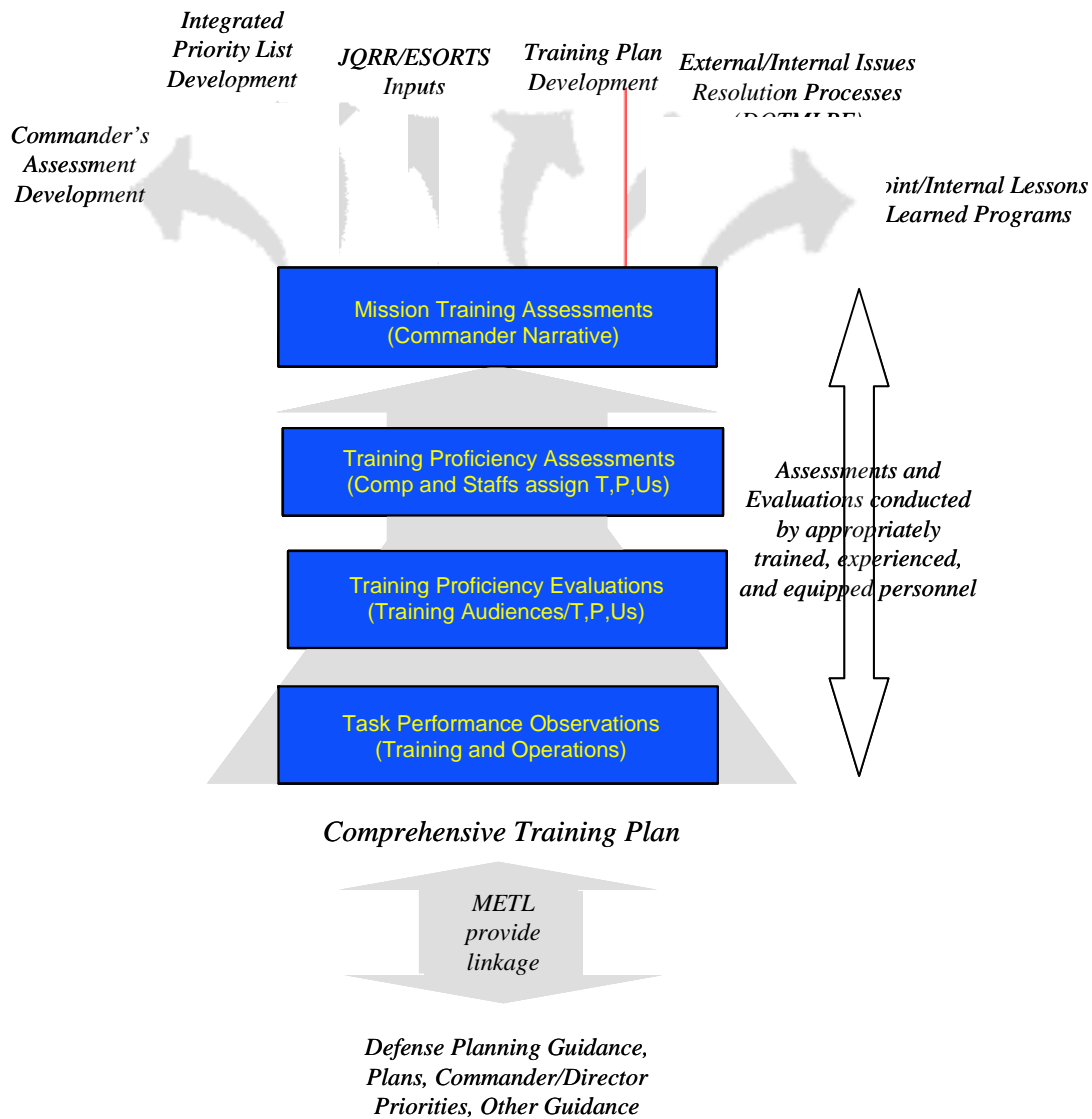 Integrated
Priority List
Development
JQRR/ESORTS
Inputs
Training Plan
Development
External/Internal Issues
Resolution Processes
Commander's
Assessment
Development
Lessons
Learned Programs
Mission Training Assessments
(Commander Narrative)
Training Proficiency Assessments
(Comp and Staffs assign T,P,Us)
Assessments and
Evaluations conducted
by appropriately
trained, experienced,
and equipped personnel
Training Proficiency Evaluations
(Training Audiences/T,P,Us)
Task Performance Observations
(Training and Operations)
Comprehensive Training Plan
METL
provide
linkage
Defense Planning Guidance,
Plans, Commander/Director
Priorities, Other Guidance